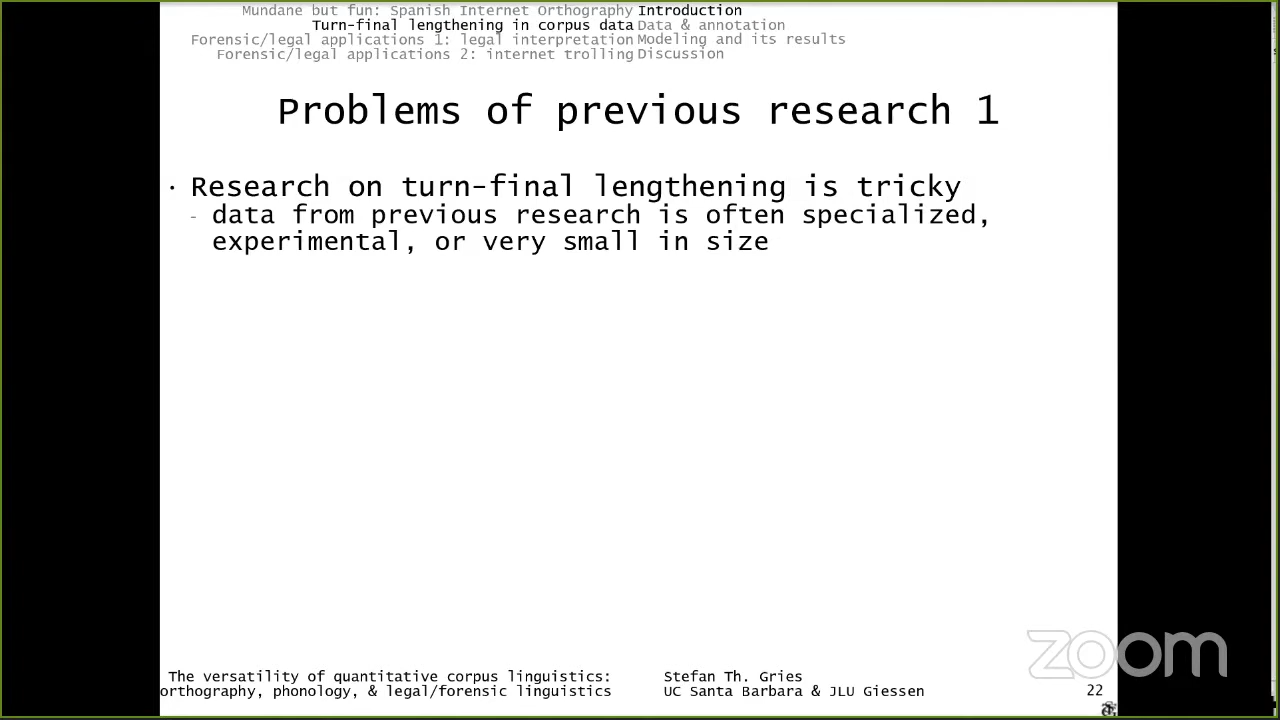 Mundane but fun: Spanish Internet Orthography Introduction
Turn-final lengthening in corpus data Data & annotation
Forensic/legal applications 1: legal interpretation Modeling and its results
Forensic/legal applications 2: internet trolling Discussion
Problems of previous research 1
· Research on turn-final lengthening is tricky
- data from previous research is often specialized,
experimental, or very small in size
zoom
The versatility of quantitative corpus linguistics: Stefan Th. Gries
orthography, phonology, & legal/forensic linguistics UC Santa Barbara & JLU Giessen 22